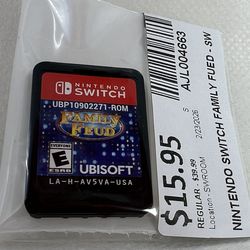 NINTENDO
SWITCH
UBP10902271-ROM
FAMILY
FEUD
EVERYONE
E
ESRB
UBISOFT
LA-H-AV5VA-USA
AJL004663
NINTENDO SWITCH FAMILY FUED - SW
Location - SWROOM
REGULAR - $39.99
$15.95
S
2/23/2026